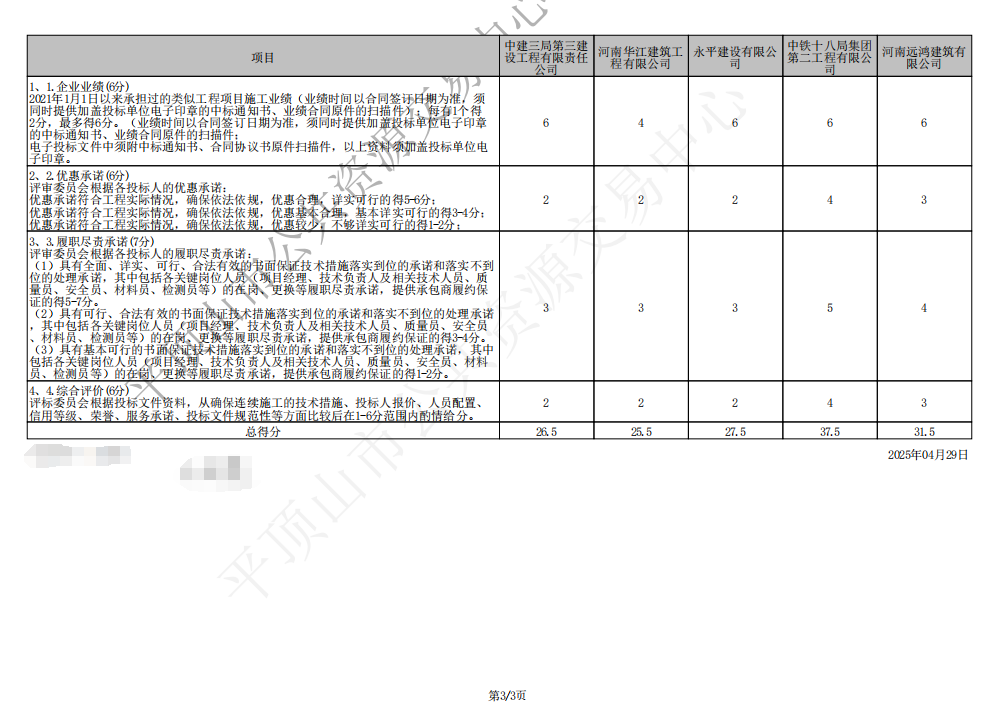 项目
中建三局第三建
设工程有限责任
公司
河南华江建筑工
程有限公司
永平建设有限公
司
中铁十八局集团
第二工程有限公
司
河南远鸿建筑有
限公司
1、1.企业业绩(6分)
2021年1月1日以来承担过的类似工程项目施工业绩（业绩时间以合同签订日期为准，须
同时提供加盖投标单位电子印章的中标通知书、业绩合同原件的扫描件）；每有1个得
2分，最多得6分。（业绩时间以合同签订日期为准，须同时提供加盖投标单位电子印章
的中标通知书、业绩合同原件的扫描件；
电子投标文件中须附中标通知书、合同协议书原件扫描件，以上资料须加盖投标单位电
子印章。
6 4 6 6 6
2、2.优惠承诺(6分)
评审委员会根据各投标人的优惠承诺：
优惠承诺符合工程实际情况，确保依法依规，优惠合理，详实可行的得5-6分；
优惠承诺符合工程实际情况，确保依法依规，优惠基本合理，基本详实可行的得3-4分；
优惠承诺符合工程实际情况，确保依法依规，优惠较少，不够详实可行的得1-2分；
2 2 2 4 3
3、3.履职尽责承诺(7分)
评审委员会根据各投标人的履职尽责承诺：
（1）具有全面、详实、可行、合法有效的书面保证技术措施落实到位的承诺和落实不到
位的处理承诺，其中包括各关键岗位人员（项目经理、技术负责人及相关技术人员、质
量员、安全员、材料员、检测员等）的在岗、更换等履职尽责承诺，提供承包商履约保
证的得5-7分。
（2）具有可行、合法有效的书面保证技术措施落实到位的承诺和落实不到位的处理承诺
，其中包括各关键岗位人员（项目经理、技术负责人及相关技术人员、质量员、安全员
、材料员、检测员等）的在岗、更换等履职尽责承诺，提供承包商履约保证的得3-4分。
（3）具有基本可行的书面保证技术措施落实到位的承诺和落实不到位的处理承诺，其中
包括各关键岗位人员（项目经理、技术负责人及相关技术人员、质量员、安全员、材料
员、检测员等）的在岗、更换等履职尽责承诺，提供承包商履约保证的得1-2分。
3 3 3 5 4
4、4.综合评价(6分)
评标委员会根据投标文件资料，从确保连续施工的技术措施、投标人报价、人员配置、
信用等级、荣誉、服务承诺、投标文件规范性等方面比较后在1-6分范围内酌情给分。
2 2 2 4 3
总得分 26.5 25.5 27.5 37.5 31.5
2025年04月29日
平顶山市公共资源交易中心
平顶山市公共资源交易中心
第3/3页